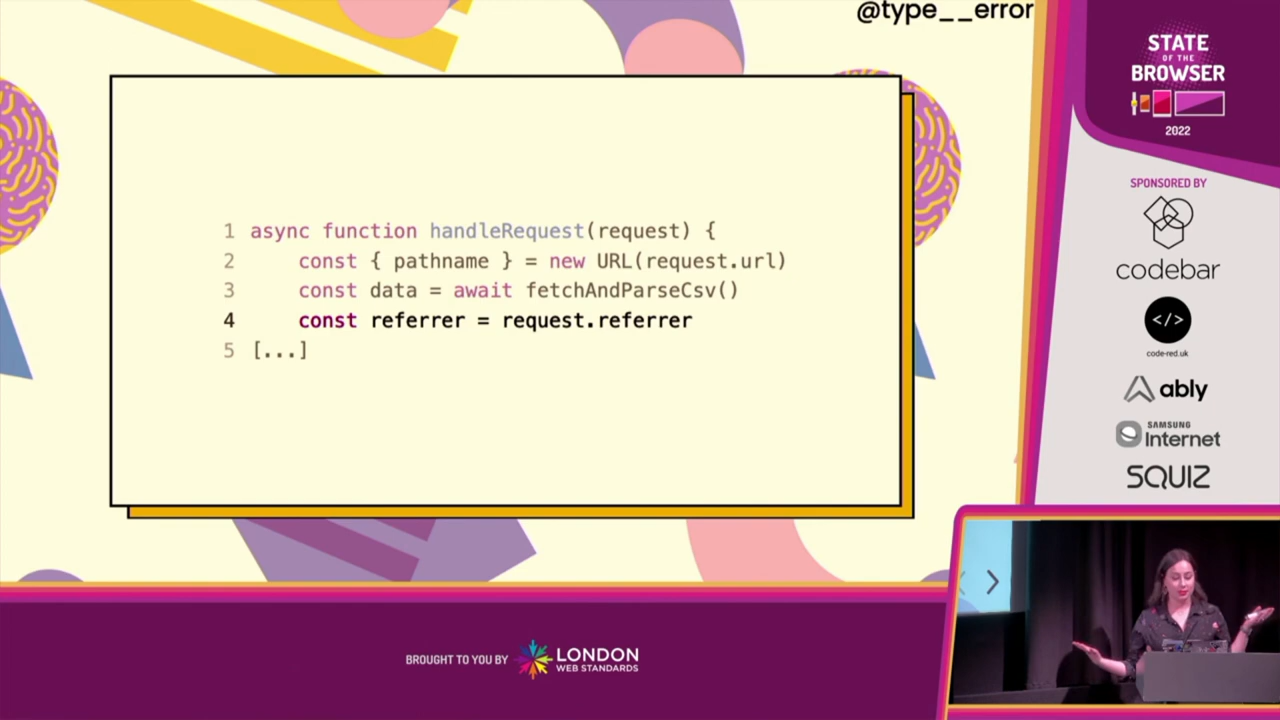 @type__error
1 async function handleRequest(request) {
2 const { pathname } = new URL(request.url)
3 const data = await fetchAndParseCsv()
4 const referrer = request.referrer
5 [...]
STATE
OF THE
BROWSER
2022
SPONSORED BY
codebar
</>
code-red.uk
ably
SAMSUNG
Internet
SQUIZ
BROUGHT TO YOU BY
LONDON
WEB STANDARDS